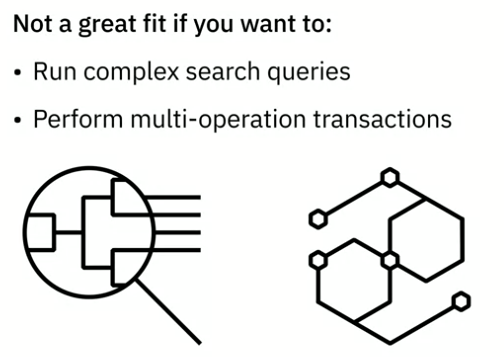 Not a great fit if you want to:
• Run complex search queries
• Perform multi-operation transactions